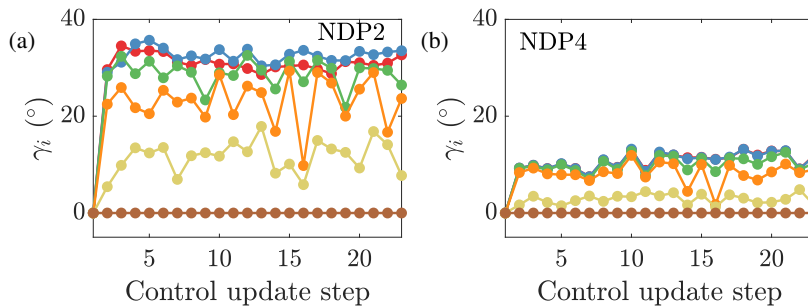 (a)
NDP2
40
20
0
γi (°)
5 10 15 20
Control update step
(b)
NDP4
40
20
0
γi (°)
5 10 15 20
Control update step